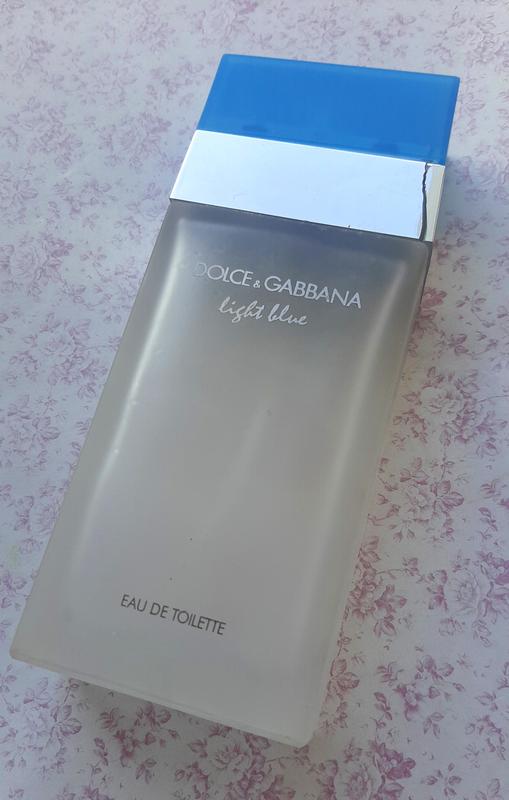 DOLCE & GABBANA
light blue
EAU DE TOILETTE